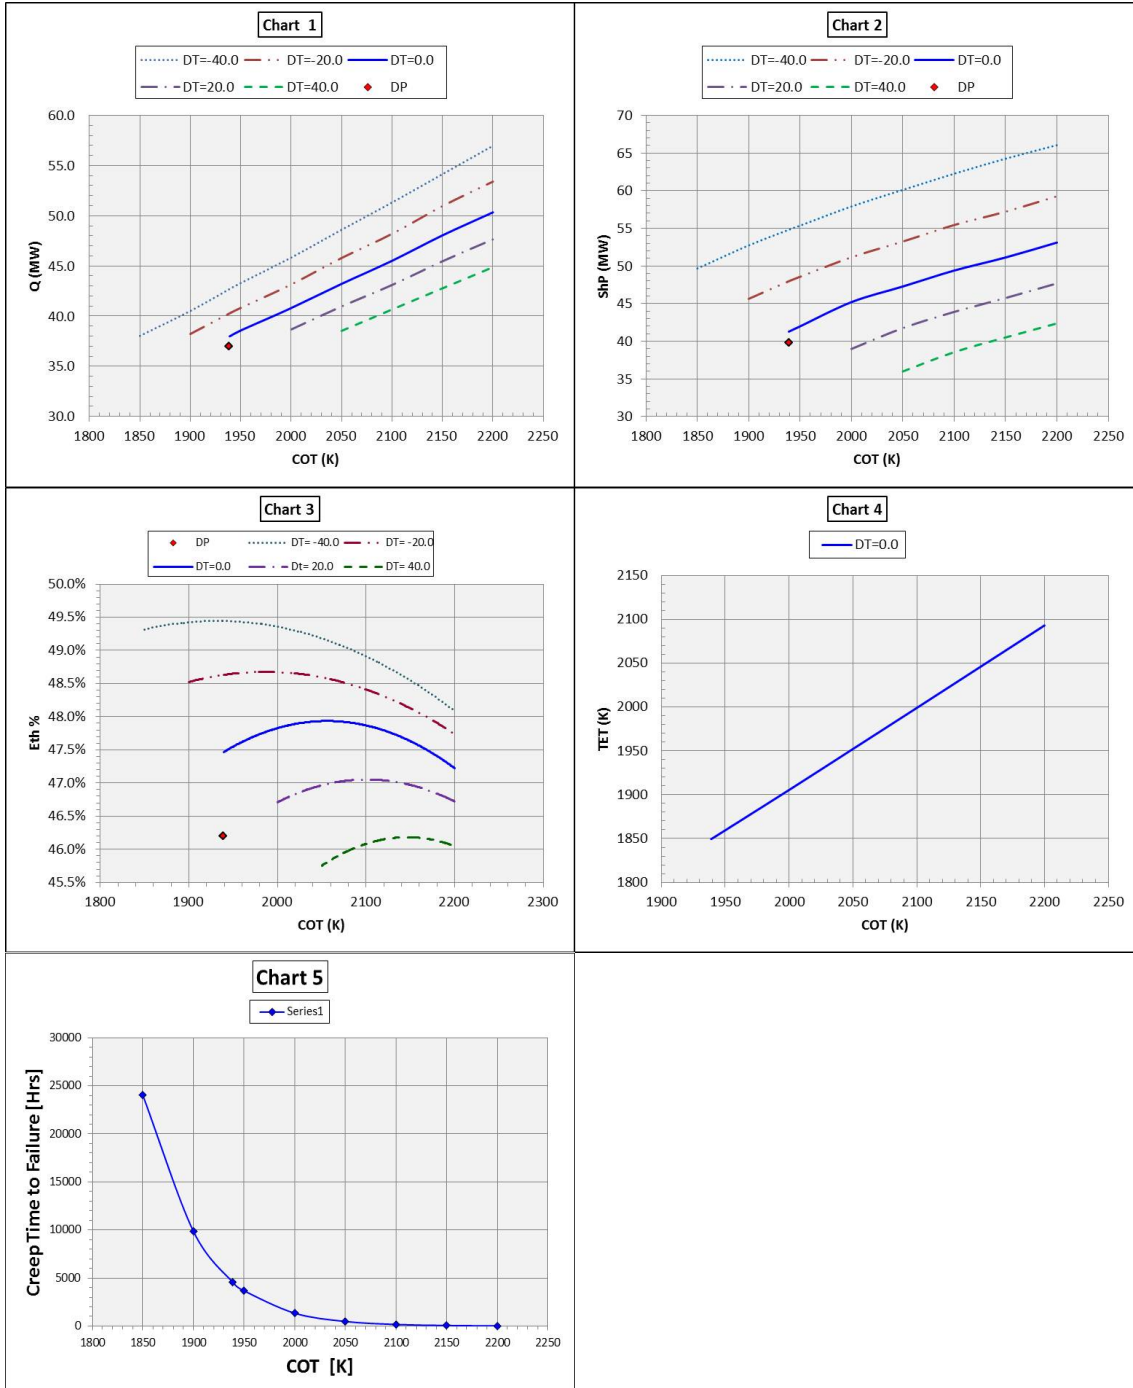 Chart 1
DT=-40.0 DT=-20.0 DT=0.0
DT=20.0 DT=40.0 DP
Q (MW)
60.0
55.0
50.0
45.0
40.0
35.0
30.0
1800 1850 1900 1950 2000 2050 2100 2150 2200 2250
COT (K)
Chart 2
DT=-40.0 DT=-20.0 DT=0.0
DT=20.0 DT=40.0 DP
ShP (MW)
70
65
60
55
50
45
40
35
30
1800 1850 1900 1950 2000 2050 2100 2150 2200 2250
COT (K)
Chart 3
DP DT= -40.0 DT= -20.0
DT=0.0 Dt= 20.0 DT= 40.0
Eth %
50.0%
49.5%
49.0%
48.5%
48.0%
47.5%
47.0%
46.5%
46.0%
45.5%
1800 1900 2000 2100 2200 2300
COT (K)
Chart 4
DT=0.0
TET (K)
2150
2100
2050
2000
1950
1900
1850
1800
1900 1950 2000 2050 2100 2150 2200 2250
COT (K)
Chart 5
Series1
Creep Time to Failure [Hrs]
30000
25000
20000
15000
10000
5000
0
1800 1850 1900 1950 2000 2050 2100 2150 2200 2250
COT [K]